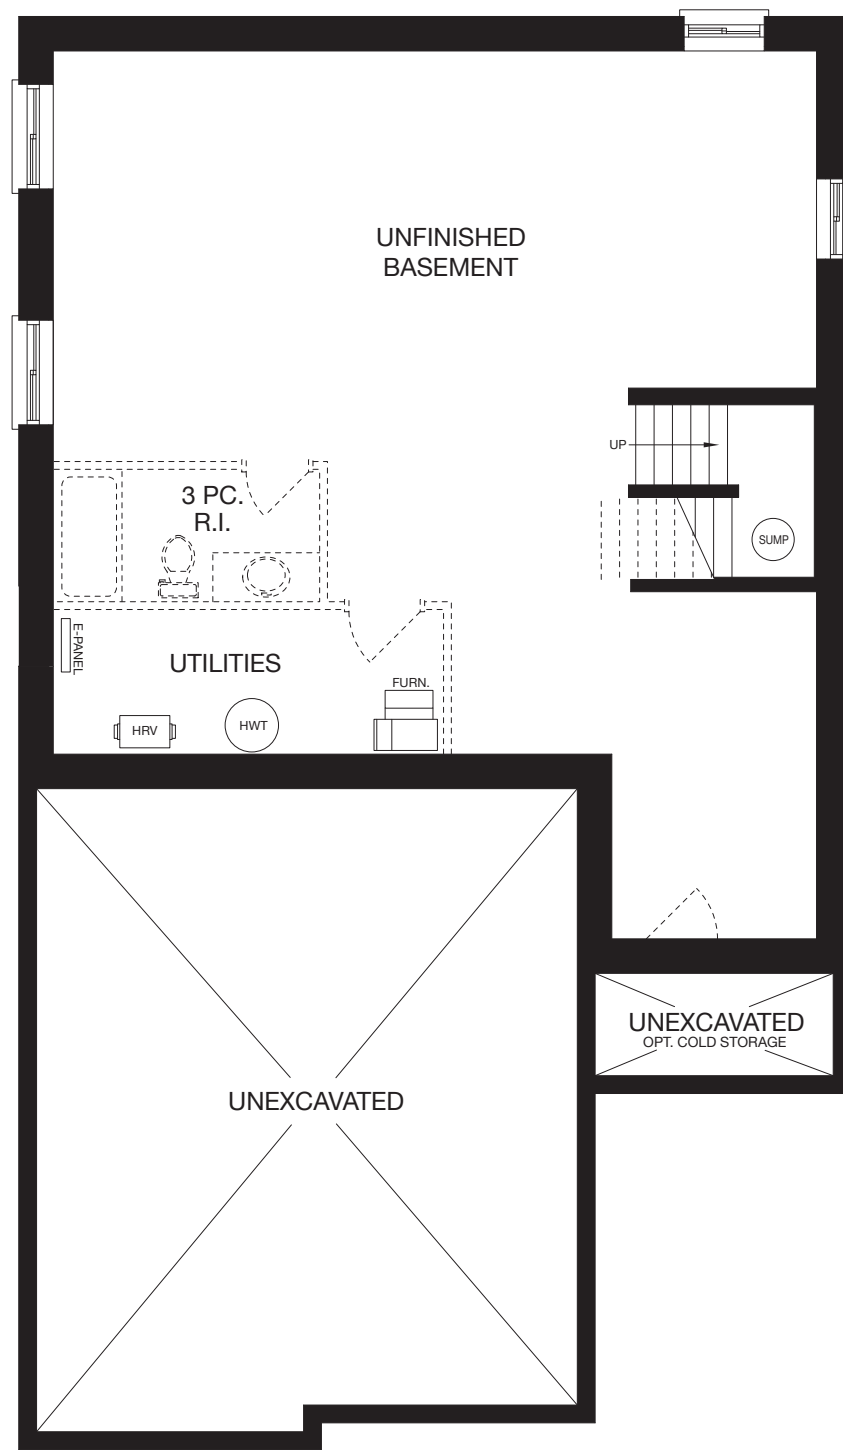 UNFINISHED
BASEMENT
UP
3 PC.
R.I.
SUMP
E-PANEL
UTILITIES
FURN.
HRV
HWT
UNEXCAVATED
OPT. COLD STORAGE
UNEXCAVATED